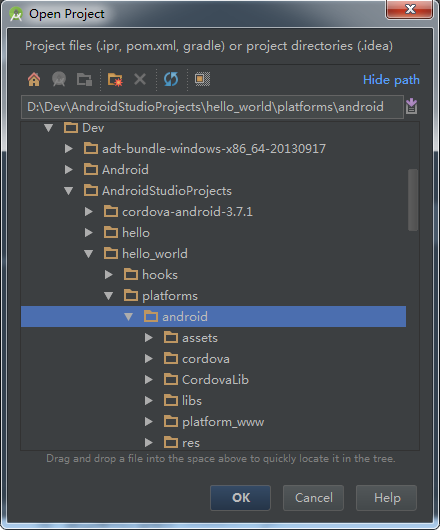 Open Project
Project files (.ipr, pom.xml, gradle) or project directories (.idea)
Hide path
D:\Dev\AndroidStudioProjects\hello_world\platforms\android
Dev
adt-bundle-windows-x86_64-20130917
Android
AndroidStudioProjects
cordova-android-3.7.1
hello
hello_world
hooks
platforms
android
assets
cordova
CordovaLib
libs
platform_www
res
Drag and drop a file into the space above to quickly locate it in the tree.
OK
Cancel
Help